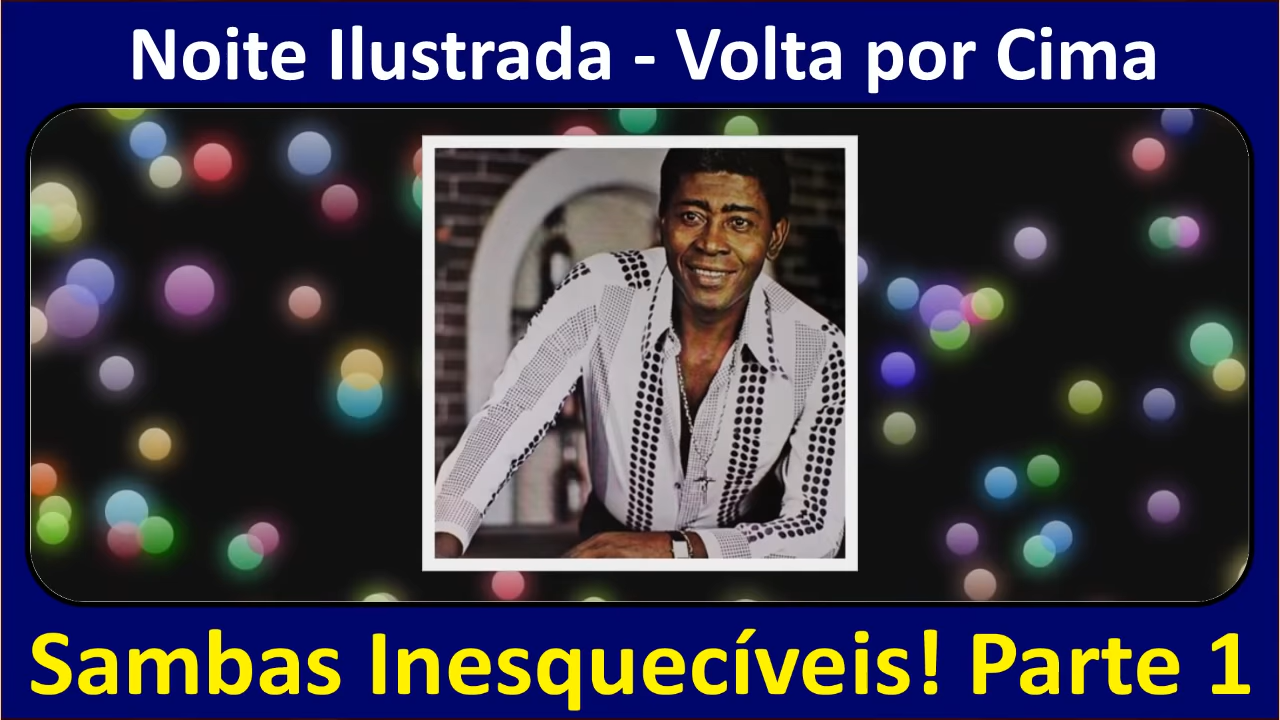 Noite Ilustrada - Volta por Cima
Sambas Inesquecíveis! Parte 1